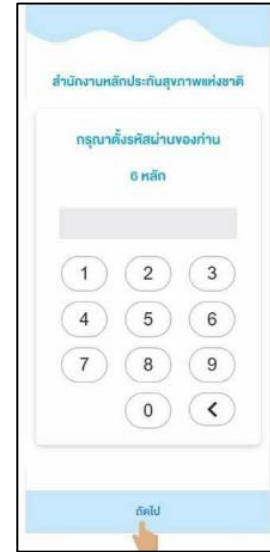 สำนักงานหลักประกันสุขภาพแห่งชาติ
กรุณาตั้งรหัสผ่านของท่าน
6 หลัก
1 2 3
4 5 6
7 8 9
0
ถัดไป